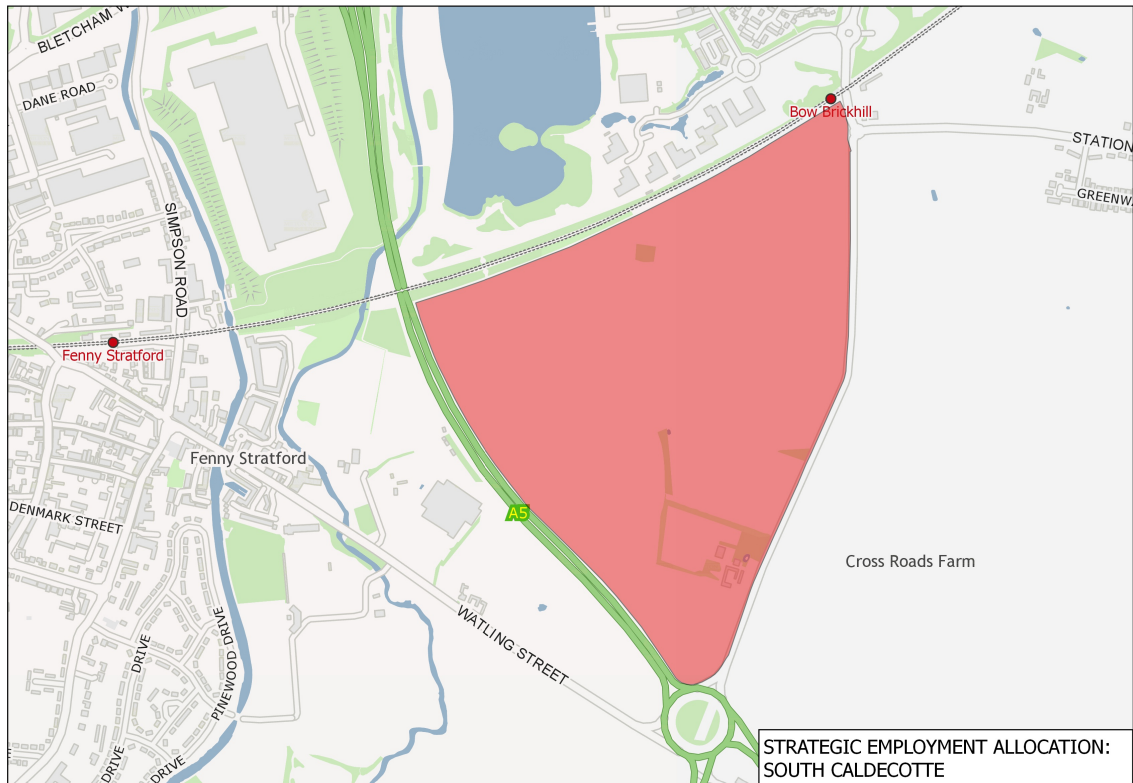 BLETCHAM W
DANE ROAD
Bow Brickhill
STATION
GREENWA
SIMPSON ROAD
Fenny Stratford
Fenny Stratford
DENMARK STREET
A5
Cross Roads Farm
WATLING STREET
PINEWOOD DRIVE
DRIVE
DRIVE
DRIVE
STRATEGIC EMPLOYMENT ALLOCATION:
SOUTH CALDECOTTE